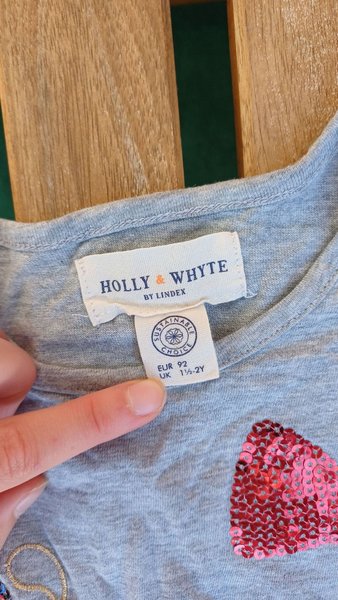 HOLLY & WHYTE
BY LINDEX
SUSTAINABLE
CHOICE
EUR 92
UK 1½-2Y